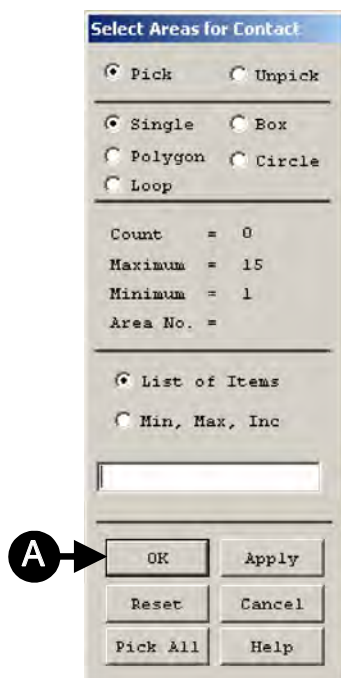 Select Areas for Contact
Pick Unpick
Single Box
Polygon Circle
Loop
Count = 0
Maximum = 15
Minimum = 1
Area No. =
List of Items
Min, Max, Inc
A
OK Apply
Reset Cancel
Pick All Help